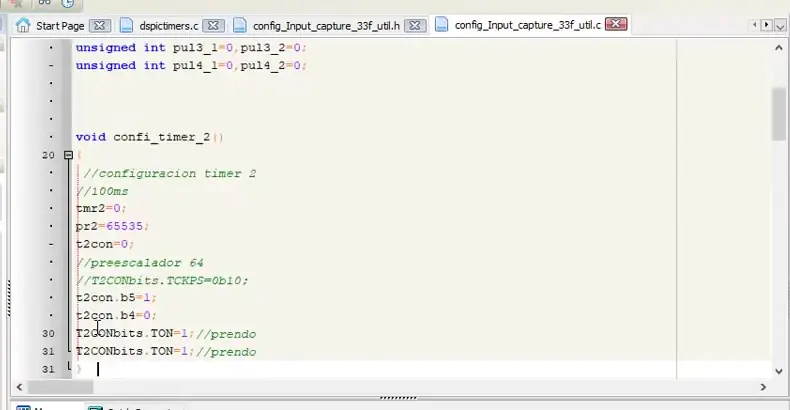 Start Page dspictimers.c config_Input_capture_33f_util.h config_Input_capture_33f_util.c
unsigned int pul3_1=0,pul3_2=0;
unsigned int pul4_1=0,pul4_2=0;
void confi_timer_2()
20 {
//configuracion timer 2
//100ms
tmr2=0;
pr2=65535;
t2con=0;
//preescalador 64
//T2CONbits.TCKPS=0b10;
t2con.b5=1;
t2con.b4=0;
30 T2CONbits.TON=1;//prendo
31 T2CONbits.TON=1;//prendo
31 }